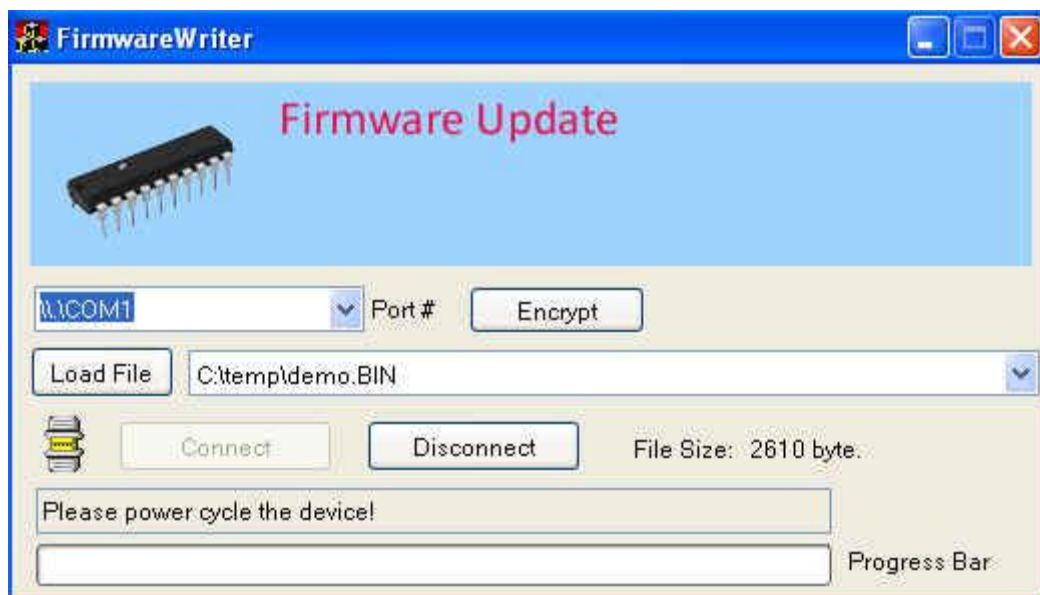 FirmwareWriter
Firmware Update
\\.\COM1 Port # Encrypt
Load File C:\temp\demo.BIN
Connect Disconnect File Size: 2610 byte.
Please power cycle the device!
Progress Bar